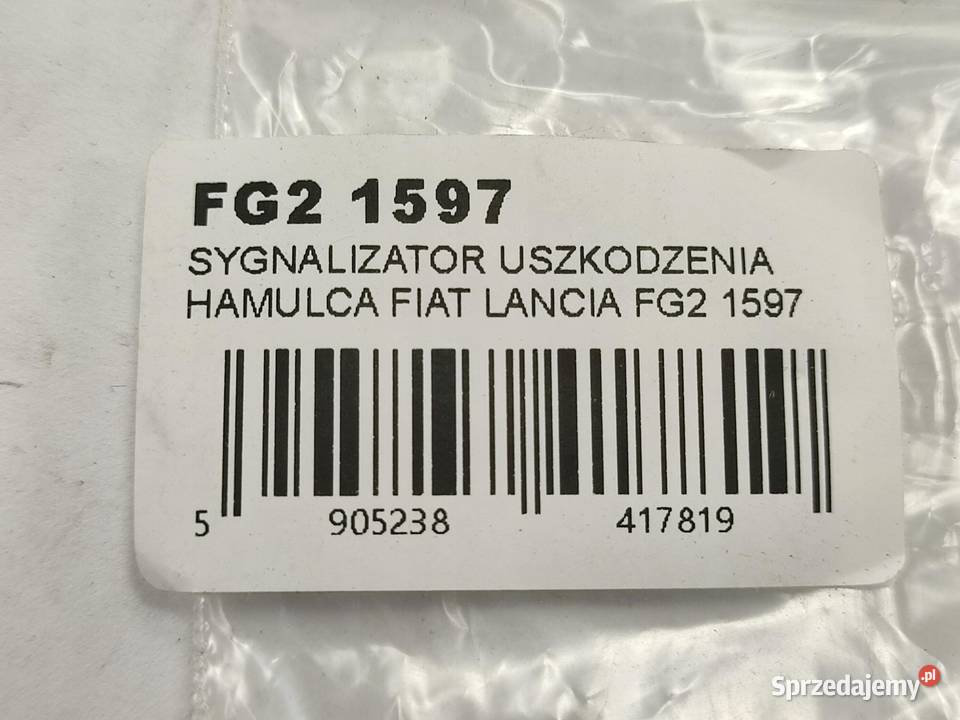 FG2 1597
SYGNALIZATOR USZKODZENIA
HAMULCA FIAT LANCIA FG2 1597
5 905238 417819
Sprzedajemy.pl